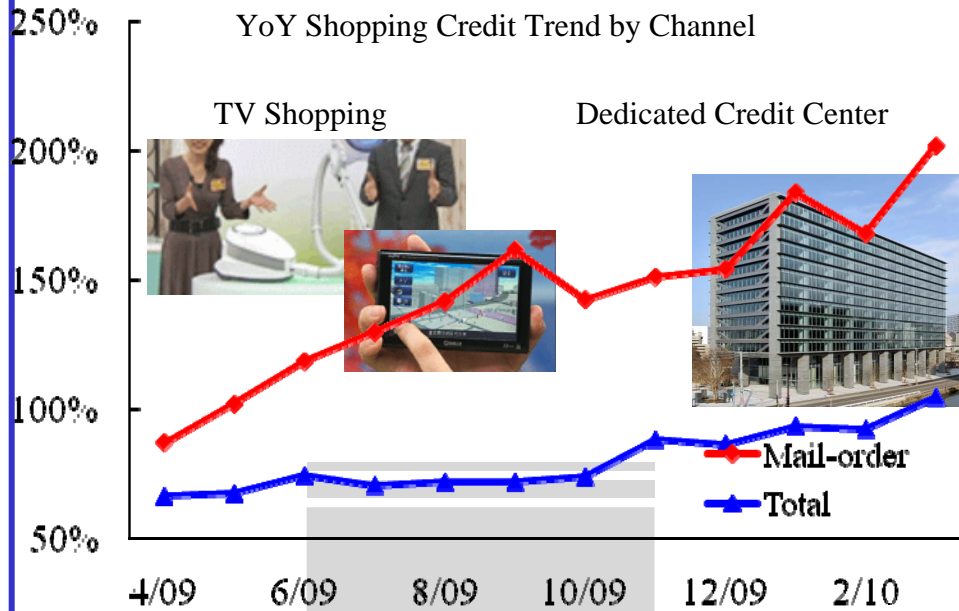 250%
YoY Shopping Credit Trend by Channel
TV Shopping
Dedicated Credit Center
200%
150%
100%
Mail-order
Total
50%
4/09 6/09 8/09 10/09 12/09 2/10